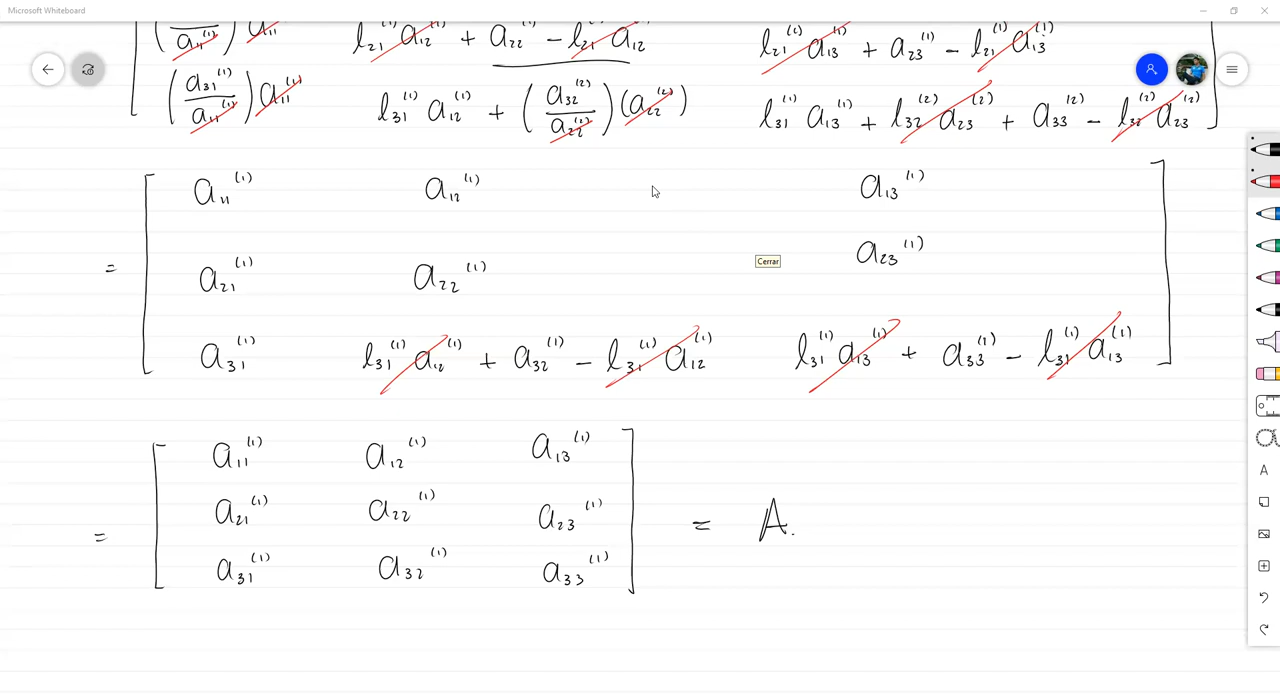 Microsoft Whiteboard
(‾/a₁₁⁽¹⁾) a₁₁ l₂₁⁽¹⁾ a₁₂⁽¹⁾ + a₂₂⁽¹⁾ − l₂₁⁽¹⁾ a₁₂⁽¹⁾ l₂₁⁽¹⁾ a₁₃⁽¹⁾ + a₂₃⁽¹⁾ − l₂₁⁽¹⁾ a₁₃⁽¹⁾
(a₃₁⁽¹⁾/a₁₁⁽¹⁾) a₁₁⁽¹⁾ l₃₁⁽¹⁾ a₁₂⁽¹⁾ + (a₃₂⁽²⁾/a₂₂⁽²⁾)(a₂₂⁽²⁾) l₃₁⁽¹⁾ a₁₃⁽¹⁾ + l₃₂⁽²⁾ a₂₃⁽²⁾ + a₃₃⁽²⁾ − l₃₂⁽²⁾ a₂₃⁽²⁾
a₁₁⁽¹⁾ a₁₂⁽¹⁾ a₁₃⁽¹⁾
= a₂₁⁽¹⁾ a₂₂⁽¹⁾ a₂₃⁽¹⁾
Cerrar
a₃₁⁽¹⁾ l₃₁⁽¹⁾ a₁₂⁽¹⁾ + a₃₂⁽¹⁾ − l₃₁⁽¹⁾ a₁₂⁽¹⁾ l₃₁⁽¹⁾ a₁₃⁽¹⁾ + a₃₃⁽¹⁾ − l₃₁⁽¹⁾ a₁₃⁽¹⁾
a₁₁⁽¹⁾ a₁₂⁽¹⁾ a₁₃⁽¹⁾
= a₂₁⁽¹⁾ a₂₂⁽¹⁾ a₂₃⁽¹⁾ = A.
a₃₁⁽¹⁾ a₃₂⁽¹⁾ a₃₃⁽¹⁾
A